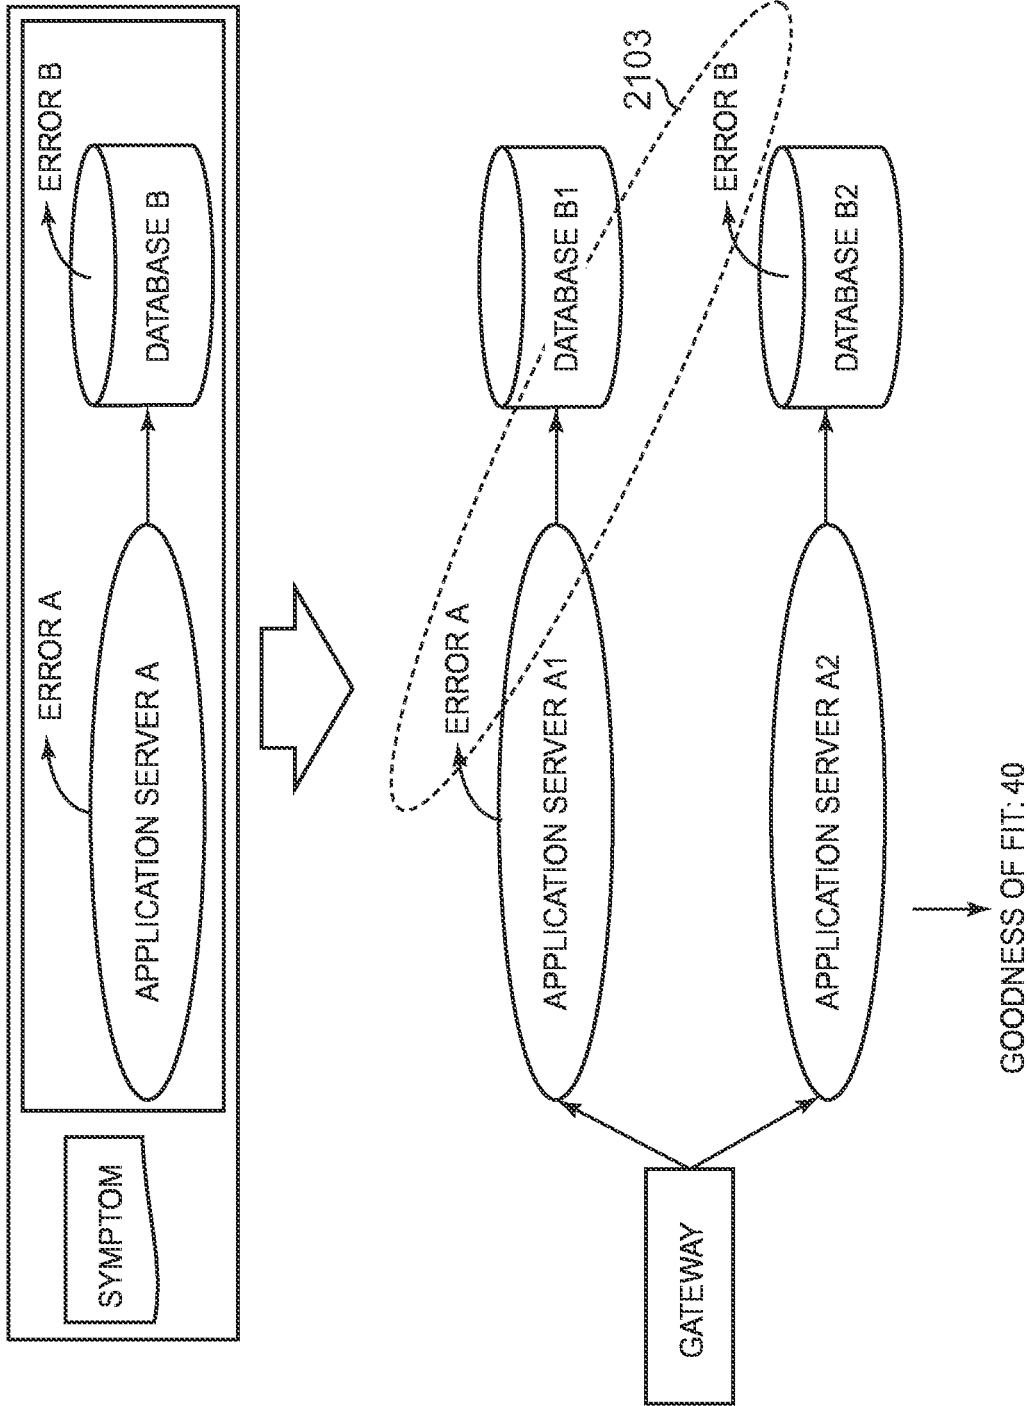 SYMPTOM
ERROR A
APPLICATION SERVER A
ERROR B
DATABASE B
GATEWAY
ERROR A
APPLICATION SERVER A1
DATABASE B1
2103
ERROR B
APPLICATION SERVER A2
DATABASE B2
GOODNESS OF FIT: 40